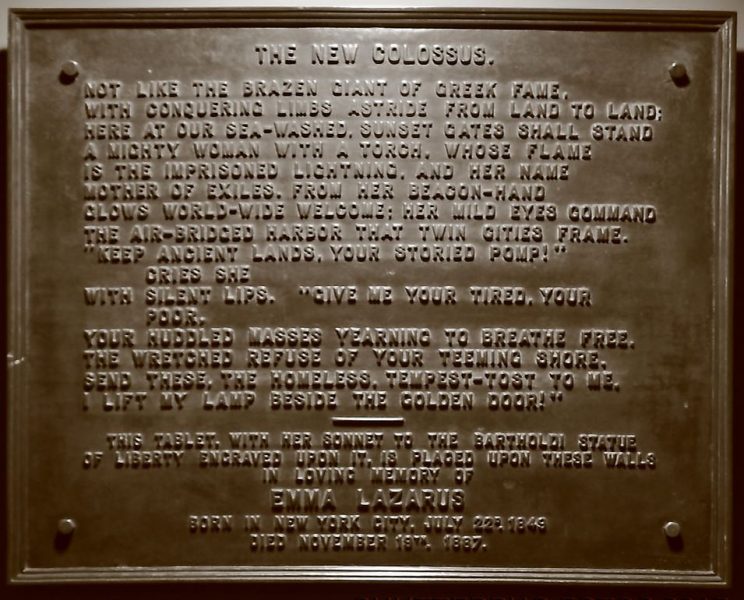 THE NEW COLOSSUS.
NOT LIKE THE BRAZEN GIANT OF GREEK FAME,
WITH CONQUERING LIMBS ASTRIDE FROM LAND TO LAND;
HERE AT OUR SEA-WASHED, SUNSET GATES SHALL STAND
A MIGHTY WOMAN WITH A TORCH, WHOSE FLAME
IS THE IMPRISONED LIGHTNING, AND HER NAME
MOTHER OF EXILES. FROM HER BEACON-HAND
GLOWS WORLD-WIDE WELCOME; HER MILD EYES COMMAND
THE AIR-BRIDGED HARBOR THAT TWIN CITIES FRAME.
"KEEP ANCIENT LANDS, YOUR STORIED POMP!"
CRIES SHE
WITH SILENT LIPS. "GIVE ME YOUR TIRED, YOUR
POOR,
YOUR HUDDLED MASSES YEARNING TO BREATHE FREE,
THE WRETCHED REFUSE OF YOUR TEEMING SHORE,
SEND THESE, THE HOMELESS, TEMPEST-TOST TO ME,
I LIFT MY LAMP BESIDE THE GOLDEN DOOR!"
THIS TABLET, WITH HER SONNET TO THE BARTHOLDI STATUE
OF LIBERTY ENGRAVED UPON IT, IS PLACED UPON THESE WALLS
IN LOVING MEMORY OF
EMMA LAZARUS
BORN IN NEW YORK CITY, JULY 22D, 1849
DIED NOVEMBER 19TH, 1887.